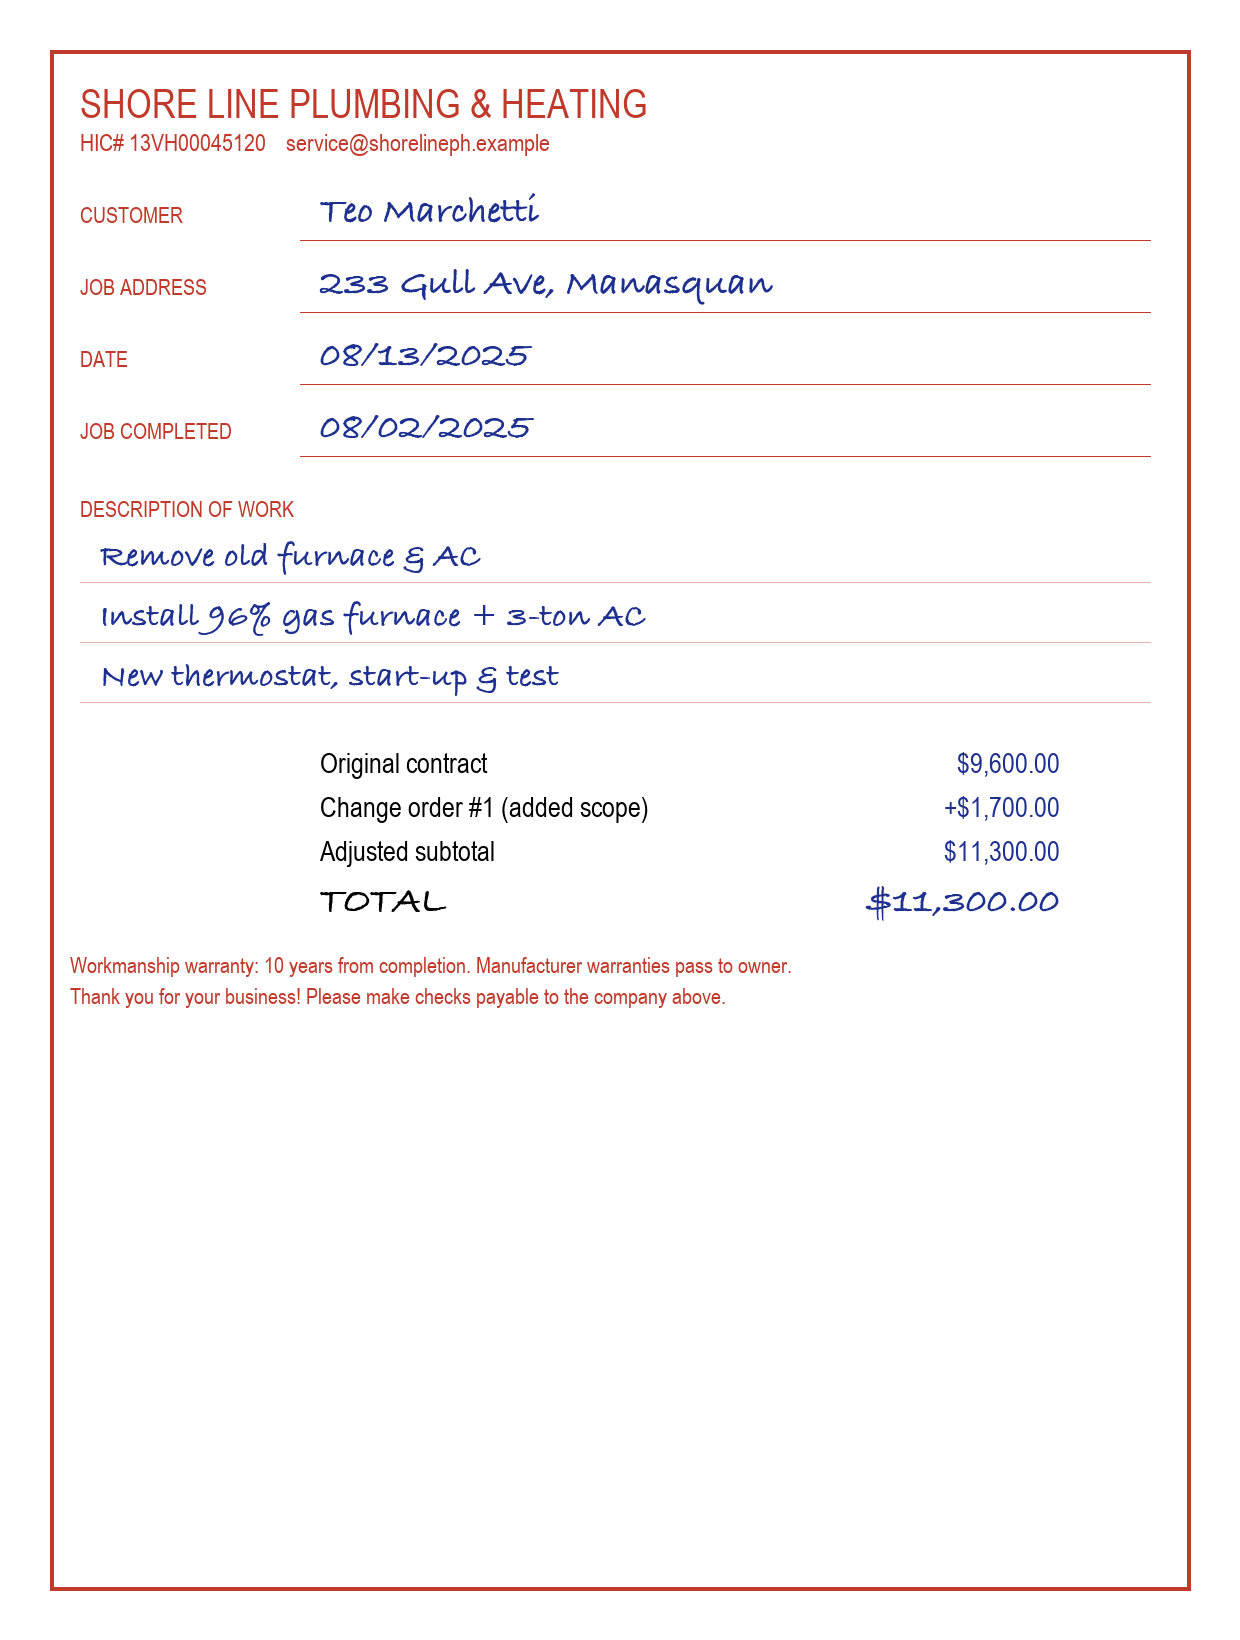 SHORE LINE PLUMBING & HEATING
HIC# 13VH00045120 service@shorelineph.example
CUSTOMER Teo Marchetti
JOB ADDRESS 233 Gull Ave, Manasquan
DATE 08/13/2025
JOB COMPLETED 08/02/2025
DESCRIPTION OF WORK
Remove old furnace & AC
Install 96% gas furnace + 3-ton AC
New thermostat, start-up & test
Original contract $9,600.00
Change order #1 (added scope) +$1,700.00
Adjusted subtotal $11,300.00
TOTAL $11,300.00
Workmanship warranty: 10 years from completion. Manufacturer warranties pass to owner.
Thank you for your business! Please make checks payable to the company above.